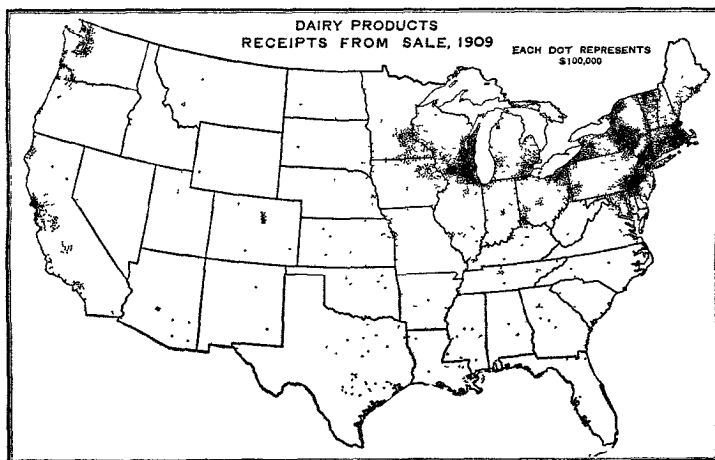 DAIRY PRODUCTS
RECEIPTS FROM SALE, 1909
EACH DOT REPRESENTS
$100,000